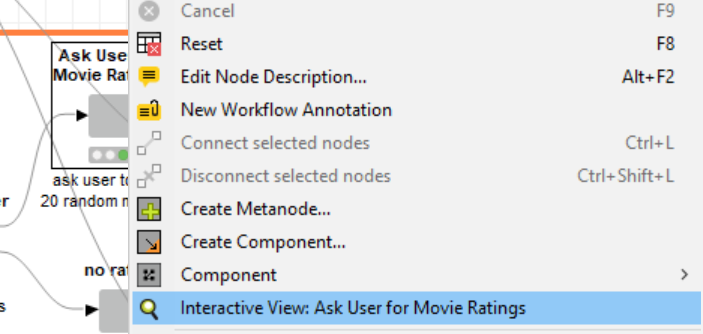 Cancel F9
Reset F8
Edit Node Description... Alt+F2
New Workflow Annotation
Connect selected nodes Ctrl+L
Disconnect selected nodes Ctrl+Shift+L
Create Metanode...
Create Component...
Component
Interactive View: Ask User for Movie Ratings
Ask Use
Movie Ra
ask user to
20 random
no ra